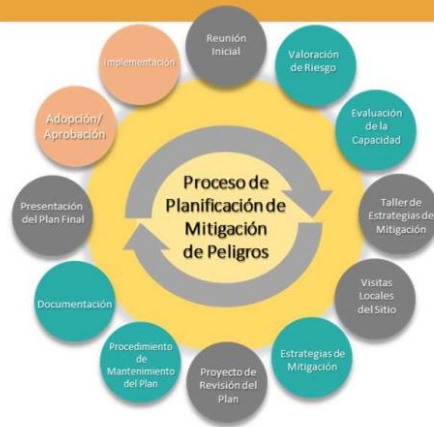 Proceso de
Planificación de
Mitigación
de Peligros
Reunión
Inicial
Valoración
de Riesgo
Evaluación
de la
Capacidad
Taller de
Estrategias de
Mitigación
Visitas
Locales
del Sitio
Estrategias de
Mitigación
Proyecto de
Revisión del
Plan
Procedimiento
de
Mantenimiento
del Plan
Documentación
Presentación
del Plan Final
Adopción/
Aprobación
Implementación